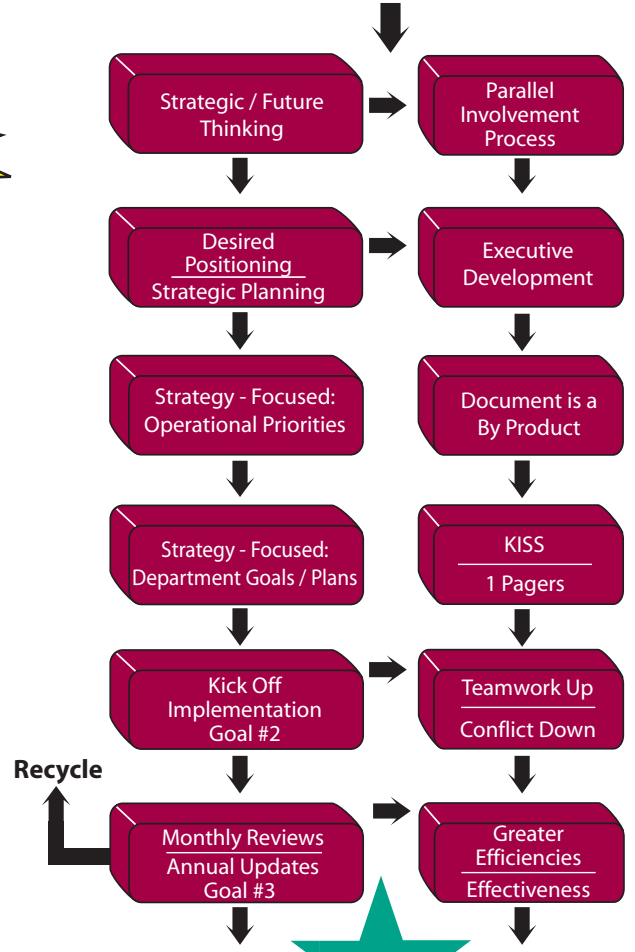 Strategic / Future
Thinking
Parallel
Involvement
Process
Desired
Positioning
Strategic Planning
Executive
Development
Strategy - Focused:
Operational Priorities
Document is a
By Product
Strategy - Focused:
Department Goals / Plans
KISS
1 Pagers
Kick Off
Implementation
Goal #2
Teamwork Up
Conflict Down
Recycle
Monthly Reviews
Annual Updates
Goal #3
Greater
Efficiencies
Effectiveness